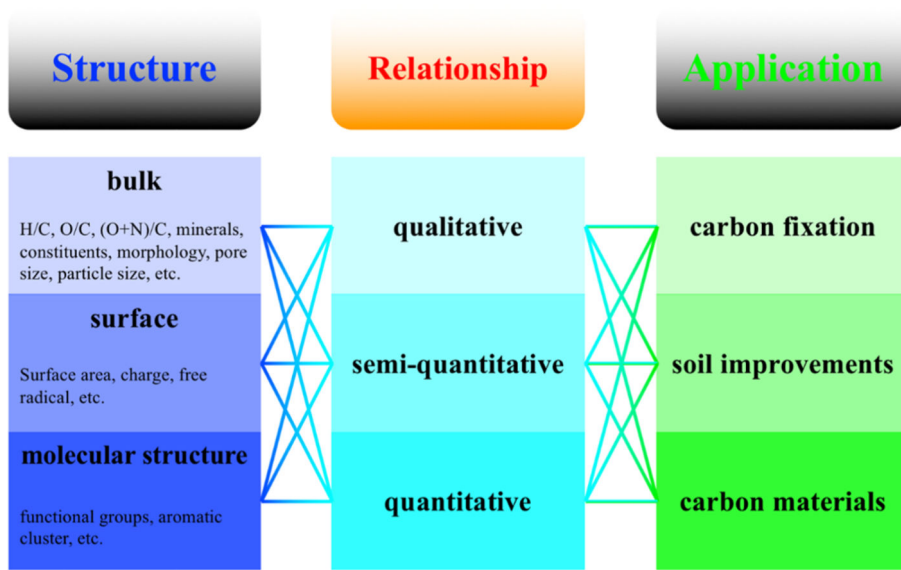 Structure
Relationship
Application
bulk
H/C, O/C, (O+N)/C, minerals,
constituents, morphology, pore
size, particle size, etc.
qualitative
carbon fixation
surface
Surface area, charge, free
radical, etc.
semi-quantitative
soil improvements
molecular structure
functional groups, aromatic
cluster, etc.
quantitative
carbon materials